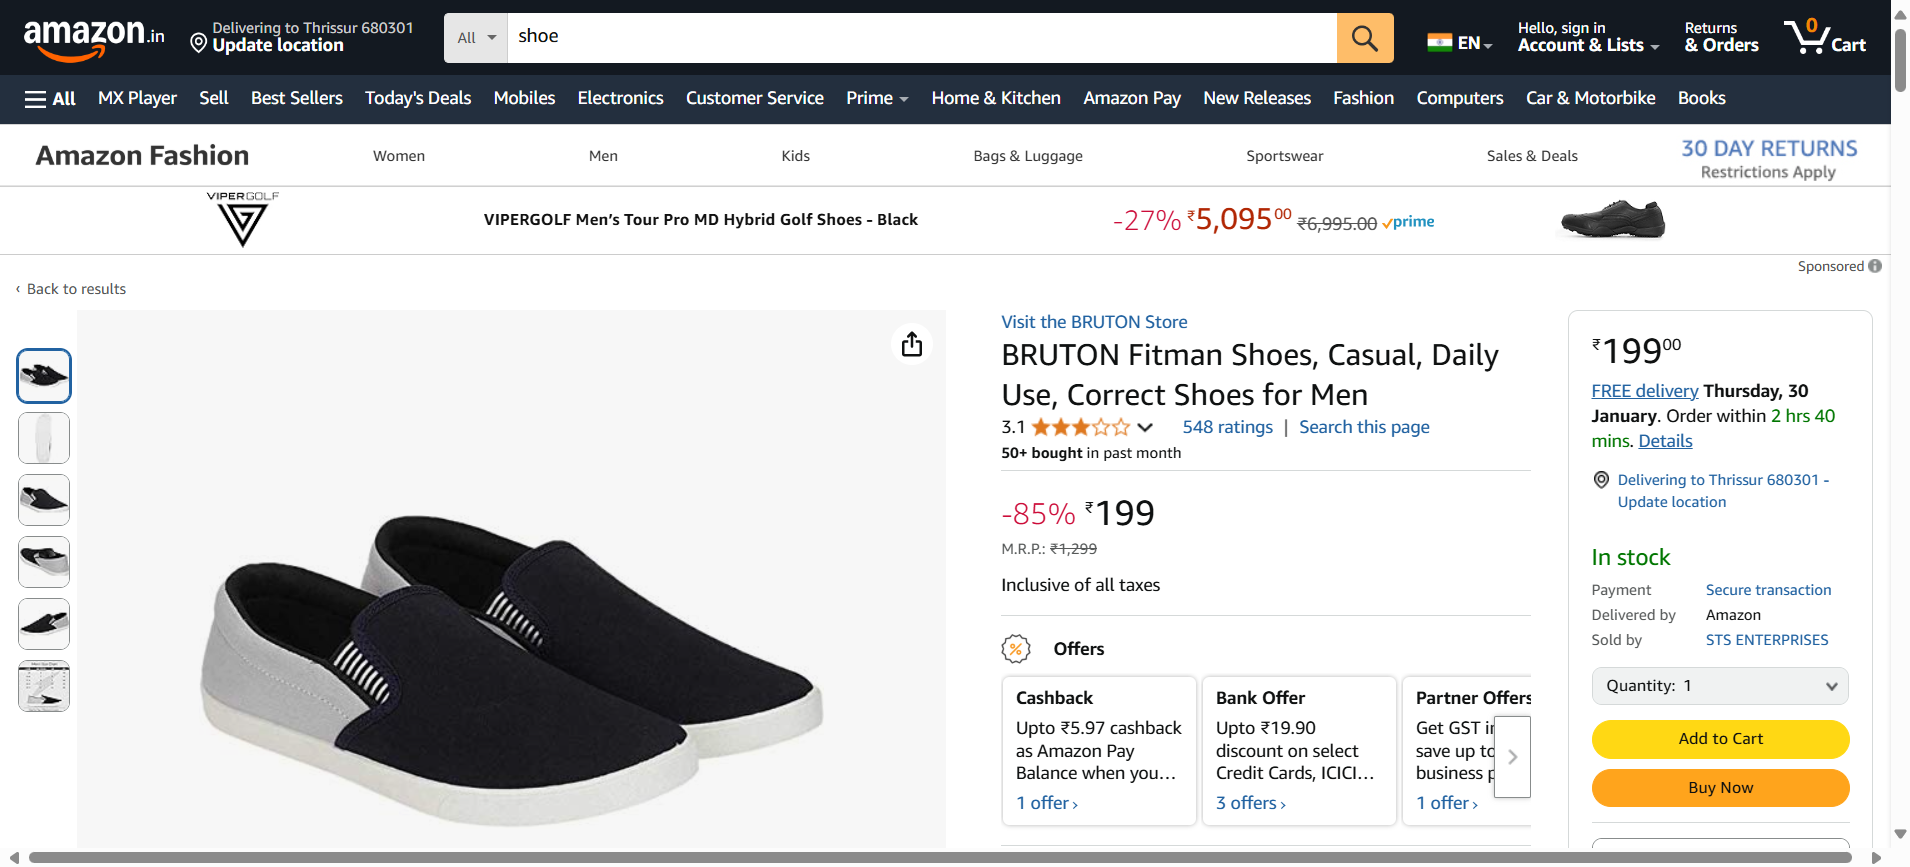 amazon.in
Delivering to Thrissur 680301
Update location
All
shoe
EN
Hello, sign in
Account & Lists
Returns
& Orders
0
Cart
All
MX Player
Sell
Best Sellers
Today's Deals
Mobiles
Electronics
Customer Service
Prime
Home & Kitchen
Amazon Pay
New Releases
Fashion
Computers
Car & Motorbike
Books
Amazon Fashion
Women
Men
Kids
Bags & Luggage
Sportswear
Sales & Deals
30 DAY RETURNS
Restrictions Apply
VIPERGOLF
VIPERGOLF Men’s Tour Pro MD Hybrid Golf Shoes - Black
-27% ₹5,09500 ₹6,995.00 prime
Sponsored
‹ Back to results
Visit the BRUTON Store
BRUTON Fitman Shoes, Casual, Daily
Use, Correct Shoes for Men
3.1
548 ratings | Search this page
50+ bought in past month
-85% ₹199
M.R.P.: ₹1,299
Inclusive of all taxes
Offers
Cashback
Upto ₹5.97 cashback
as Amazon Pay
Balance when you…
1 offer ›
Bank Offer
Upto ₹19.90
discount on select
Credit Cards, ICICI…
3 offers ›
Partner Offers
Get GST
save up to
business
1 offer ›
₹19900
FREE delivery Thursday, 30
January. Order within 2 hrs 40
mins. Details
Delivering to Thrissur 680301 -
Update location
In stock
Payment Secure transaction
Delivered by Amazon
Sold by STS ENTERPRISES
Quantity: 1
Add to Cart
Buy Now